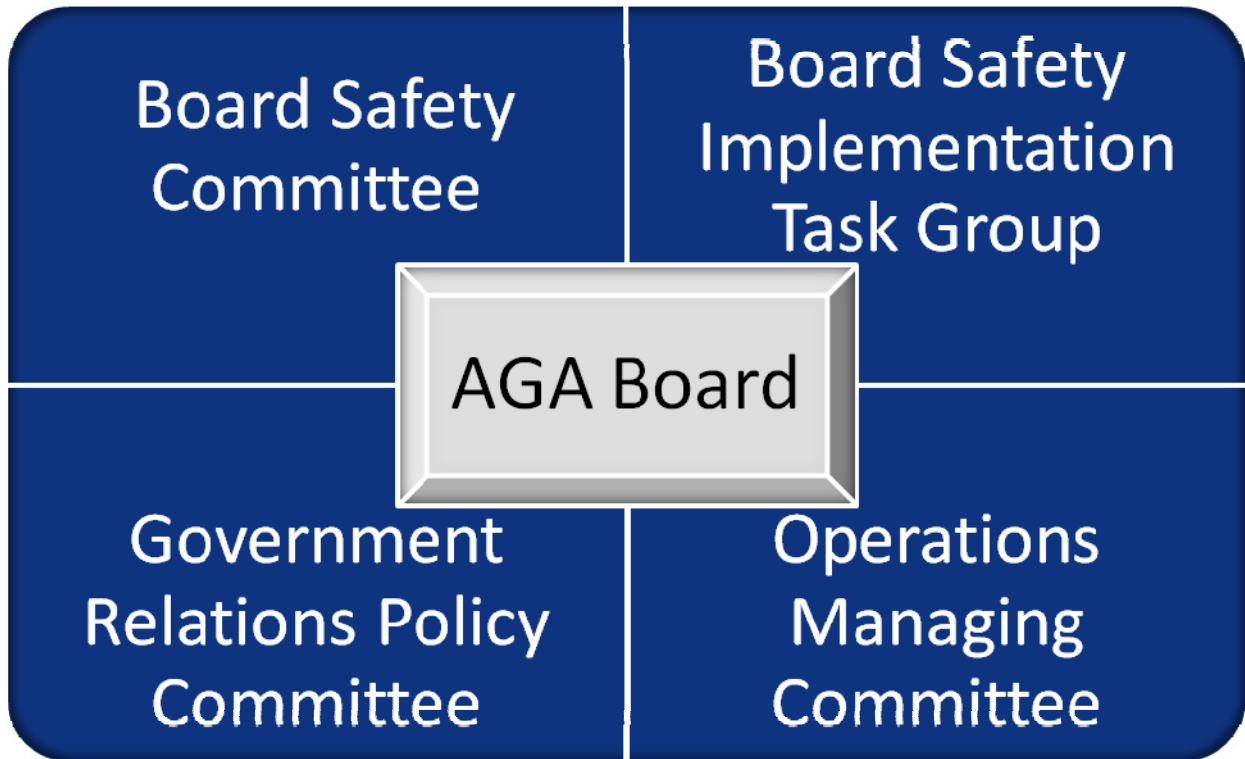 Board Safety
Committee
Board Safety
Implementation
Task Group
AGA Board
Government
Relations Policy
Committee
Operations
Managing
Committee